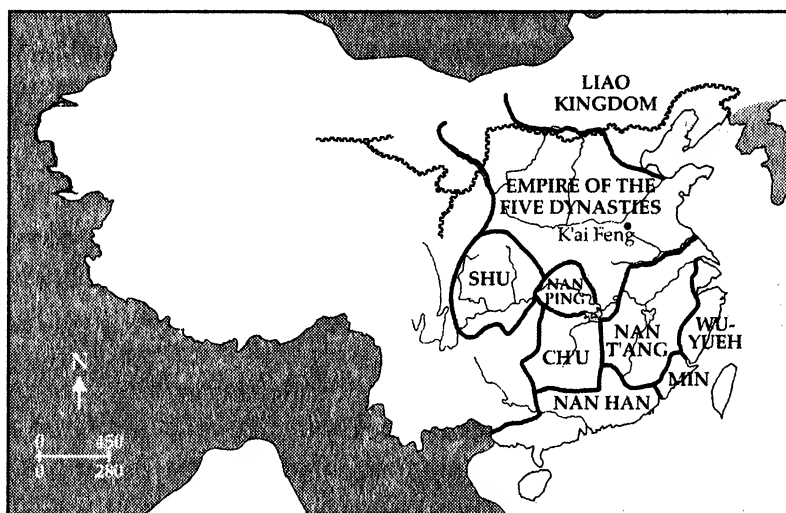 LIAO
KINGDOM
EMPIRE OF THE
FIVE DYNASTIES
K'ai Feng
SHU
NAN
PING
CHU
NAN
T'ANG
WU-
YUEH
MIN
NAN HAN
N
0 450
0 280